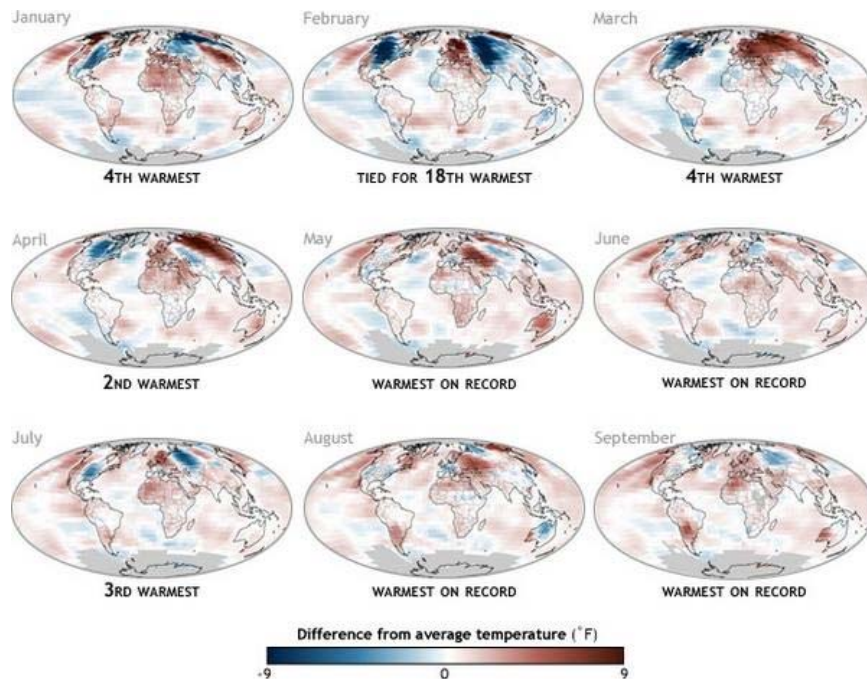 January
February
March
4TH WARMEST
TIED FOR 18TH WARMEST
4TH WARMEST
April
May
June
2ND WARMEST
WARMEST ON RECORD
WARMEST ON RECORD
July
August
September
3RD WARMEST
WARMEST ON RECORD
WARMEST ON RECORD
Difference from average temperature (°F)
-9 0 9